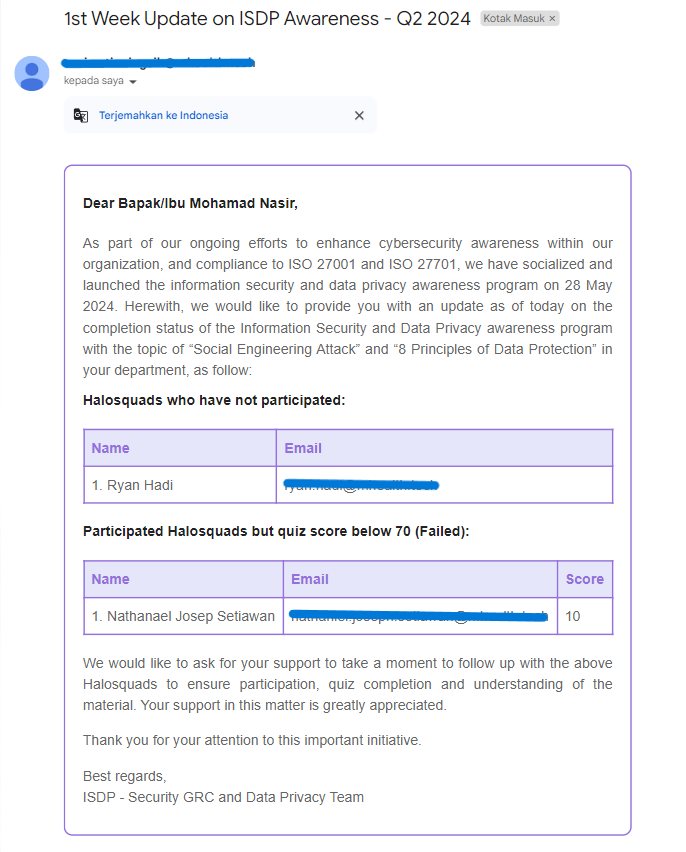 1st Week Update on ISDP Awareness - Q2 2024 Kotak Masuk ×
kepada saya
Terjemahkan ke Indonesia
Dear Bapak/Ibu Mohamad Nasir,
As part of our ongoing efforts to enhance cybersecurity awareness within our
organization, and compliance to ISO 27001 and ISO 27701, we have socialized and
launched the information security and data privacy awareness program on 28 May
2024. Herewith, we would like to provide you with an update as of today on the
completion status of the Information Security and Data Privacy awareness program
with the topic of “Social Engineering Attack” and “8 Principles of Data Protection” in
your department, as follow:
Halosquads who have not participated:
Name Email
1. Ryan Hadi
Participated Halosquads but quiz score below 70 (Failed):
Name Email Score
1. Nathanael Josep Setiawan 10
We would like to ask for your support to take a moment to follow up with the above
Halosquads to ensure participation, quiz completion and understanding of the
material. Your support in this matter is greatly appreciated.
Thank you for your attention to this important initiative.
Best regards,
ISDP - Security GRC and Data Privacy Team